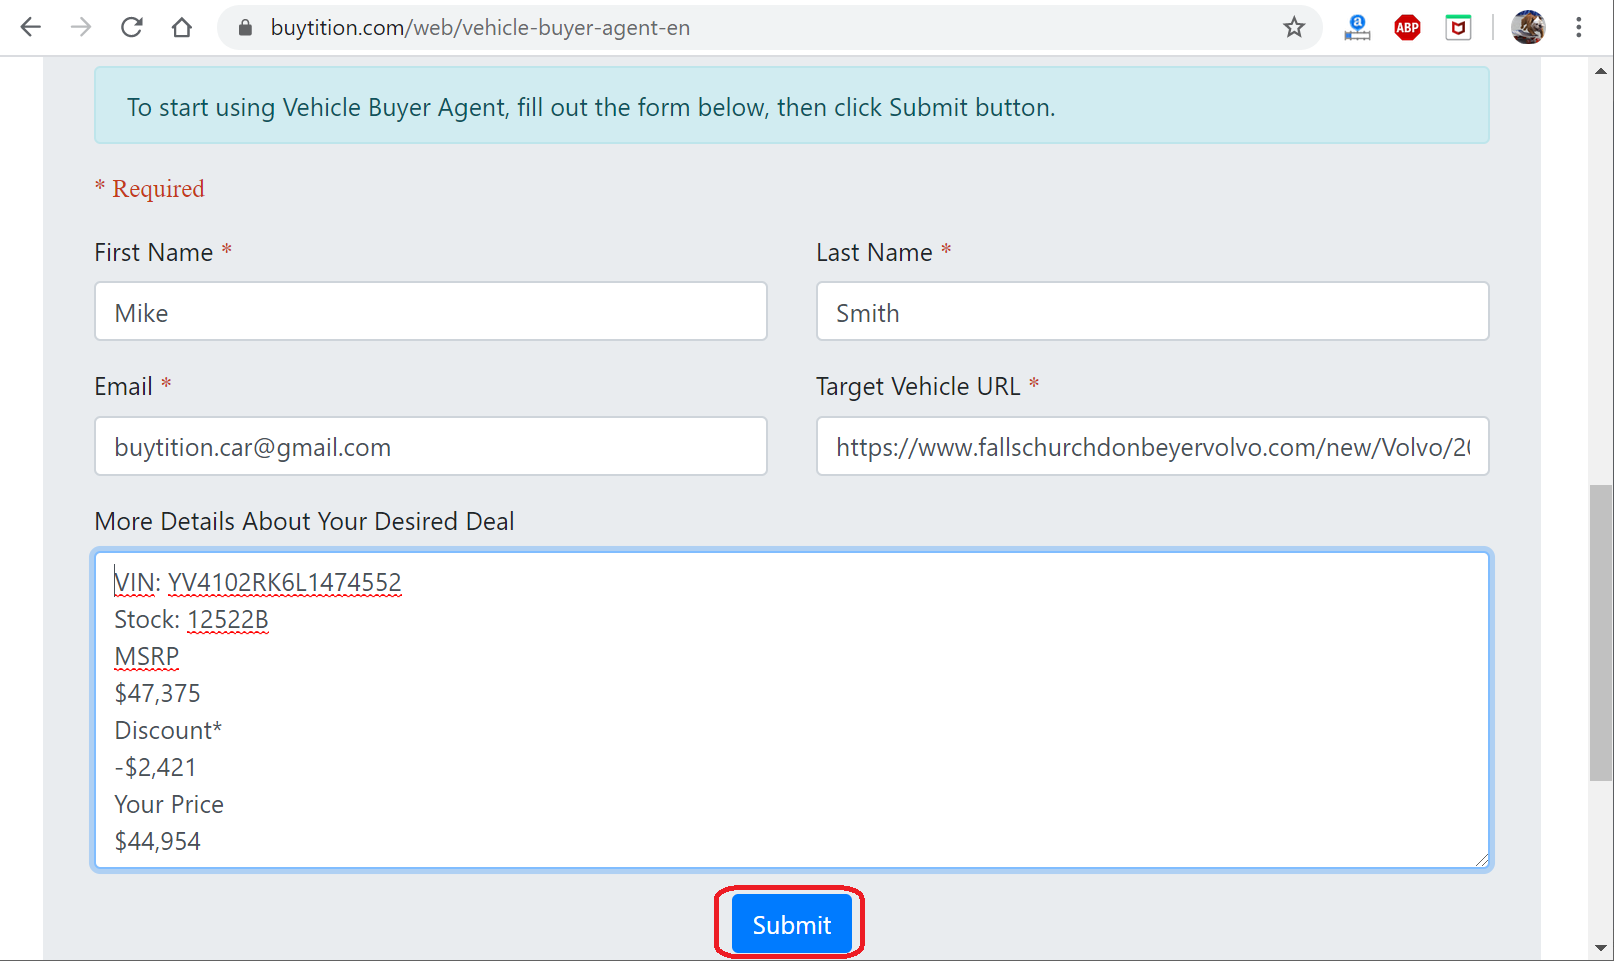 buytition.com/web/vehicle-buyer-agent-en
a
ABP
To start using Vehicle Buyer Agent, fill out the form below, then click Submit button.
* Required
First Name *
Last Name *
Mike
Smith
Email *
Target Vehicle URL *
buytition.car@gmail.com
https://www.fallschurchdonbeyervolvo.com/new/Volvo/20
More Details About Your Desired Deal
VIN: YV4102RK6L1474552
Stock: 12522B
MSRP
$47,375
Discount*
-$2,421
Your Price
$44,954
Submit